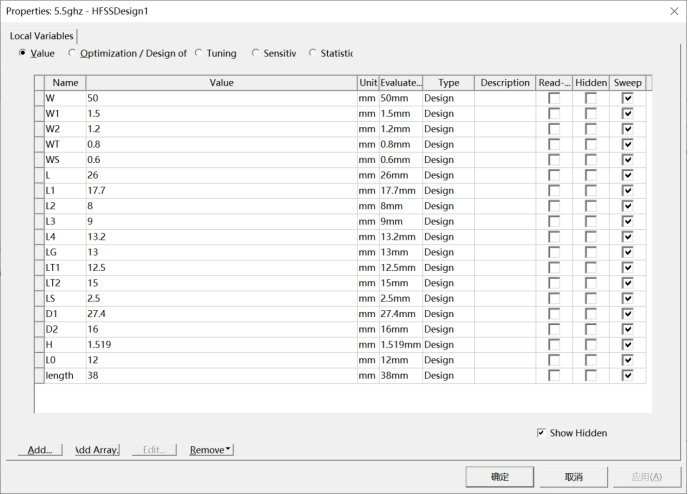 Properties: 5.5ghz - HFSSDesign1
Local Variables
Value Optimization / Design of Tuning Sensitiv Statistic
Name Value Unit Evaluate... Type Description Read-... Hidden Sweep
W 50 mm 50mm Design
W1 1.5 mm 1.5mm Design
W2 1.2 mm 1.2mm Design
WT 0.8 mm 0.8mm Design
WS 0.6 mm 0.6mm Design
L 26 mm 26mm Design
L1 17.7 mm 17.7mm Design
L2 8 mm 8mm Design
L3 9 mm 9mm Design
L4 13.2 mm 13.2mm Design
LG 13 mm 13mm Design
LT1 12.5 mm 12.5mm Design
LT2 15 mm 15mm Design
LS 2.5 mm 2.5mm Design
D1 27.4 mm 27.4mm Design
D2 16 mm 16mm Design
H 1.519 mm 1.519mm Design
L0 12 mm 12mm Design
length 38 mm 38mm Design
Show Hidden
Add... Add Array. Edit... Remove
确定 取消 应用(A)